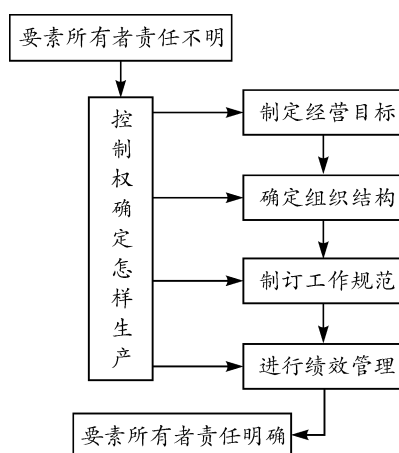 要素所有者责任不明
控制权确定怎样生产
制定经营目标
确定组织结构
制订工作规范
进行绩效管理
要素所有者责任明确